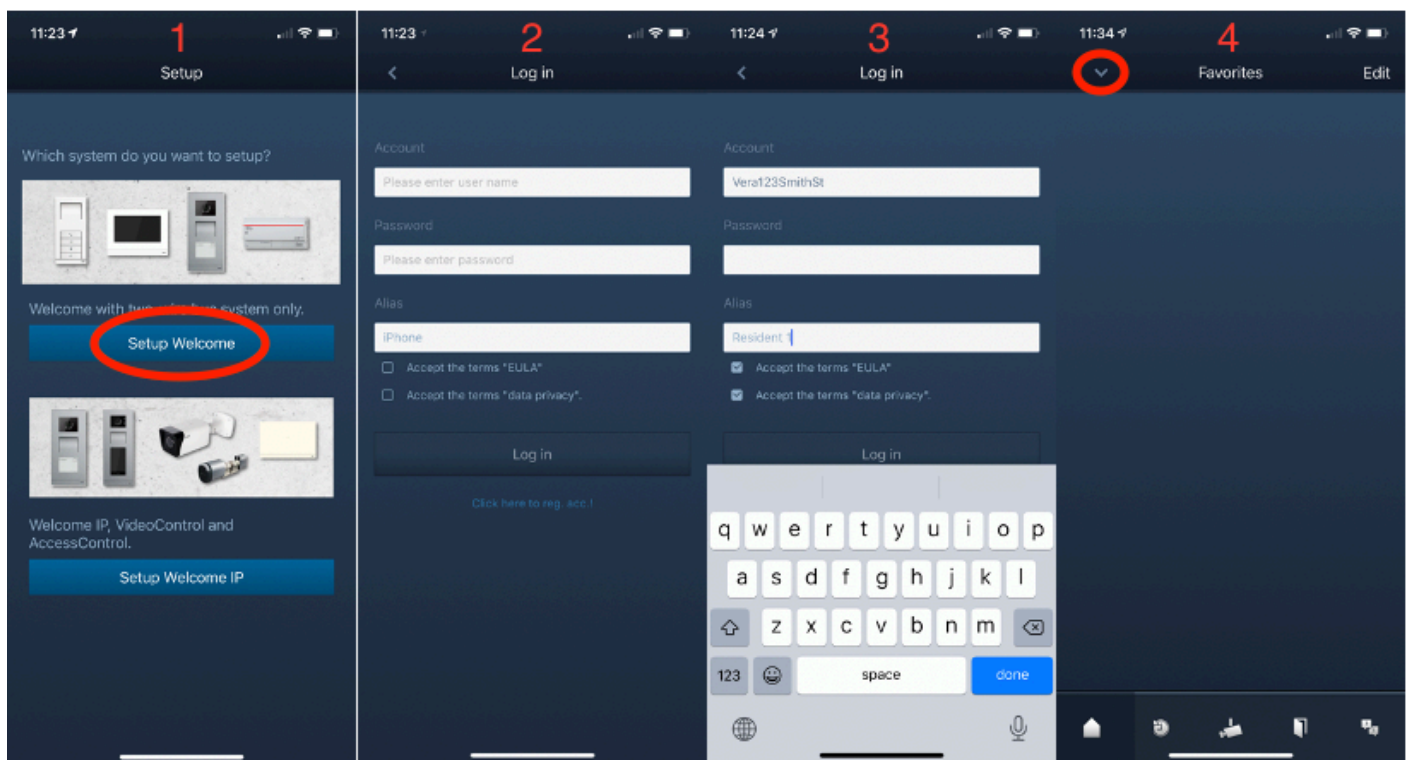 11:23
1
Setup
Which system do you want to setup?
Welcome with two-wire bus system only.
Setup Welcome
Welcome IP, VideoControl and
AccessControl.
Setup Welcome IP
11:23
2
Log in
Account
Please enter user name
Password
Please enter password
Alias
iPhone
Accept the terms "EULA"
Accept the terms "data privacy".
Log in
Click here to reg. acc.!
11:24
3
Log in
Account
Vera123SmithSt
Password
Alias
Resident 1
Accept the terms "EULA"
Accept the terms "data privacy".
Log in
q w e r t y u i o p
a s d f g h j k l
z x c v b n m
123 space done
11:34
4
Favorites Edit